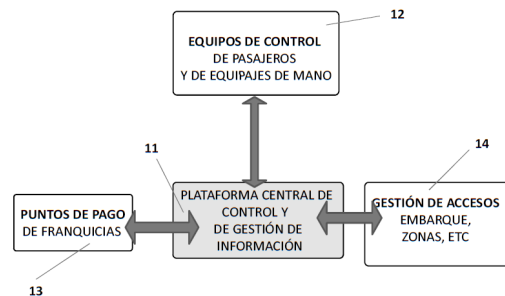 12
EQUIPOS DE CONTROL
DE PASAJEROS
Y DE EQUIPAJES DE MANO
11
14
PLATAFORMA CENTRAL DE
CONTROL Y
DE GESTIÓN DE
INFORMACIÓN
PUNTOS DE PAGO
DE FRANQUICIAS
GESTIÓN DE ACCESOS
EMBARQUE,
ZONAS, ETC
13